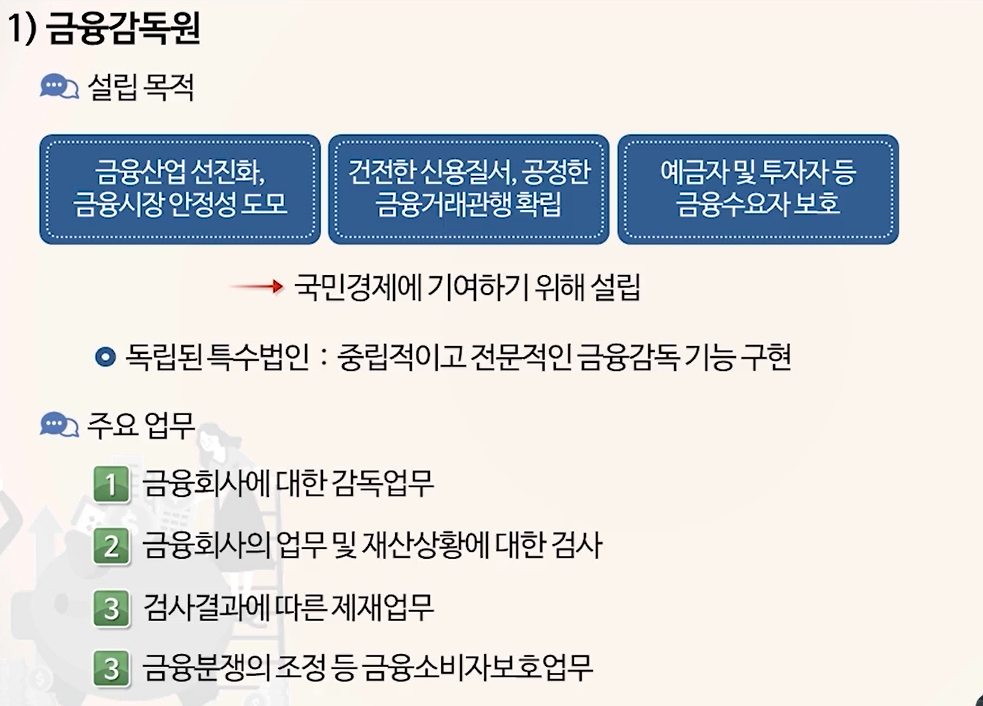 1) 금융감독원
설립 목적
금융산업 선진화,
금융시장 안정성 도모
건전한 신용질서, 공정한
금융거래관행 확립
예금자 및 투자자 등
금융수요자 보호
국민경제에 기여하기 위해 설립
독립된 특수법인 : 중립적이고 전문적인 금융감독 기능 구현
주요 업무
1 금융회사에 대한 감독업무
2 금융회사의 업무 및 재산상황에 대한 검사
3 검사결과에 따른 제재업무
3 금융분쟁의 조정 등 금융소비자보호업무